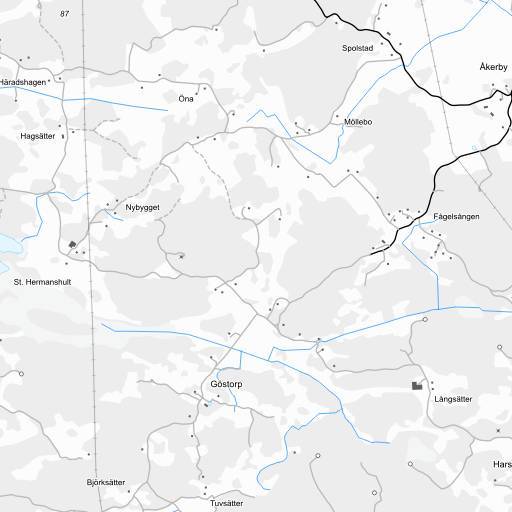 87
Spolstad
Åkerby
Häradshagen
Öna
Möllebo
Hagsätter
Nybygget
Fågelsången
St. Hermanshult
Göstorp
Långsätter
Hars
Björksätter
Tuvsätter